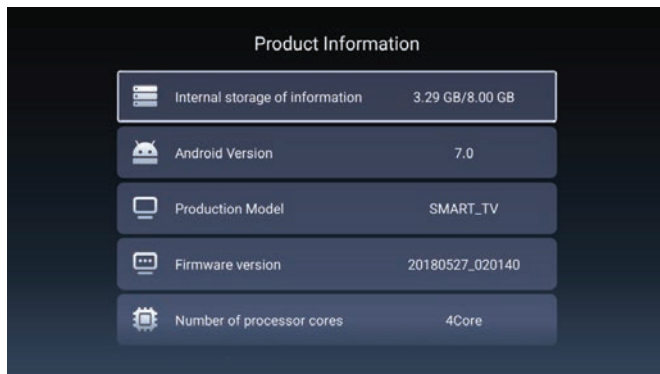 Product Information
Internal storage of information 3.29 GB/8.00 GB
Android Version 7.0
Production Model SMART_TV
Firmware version 20180527_020140
Number of processor cores 4Core